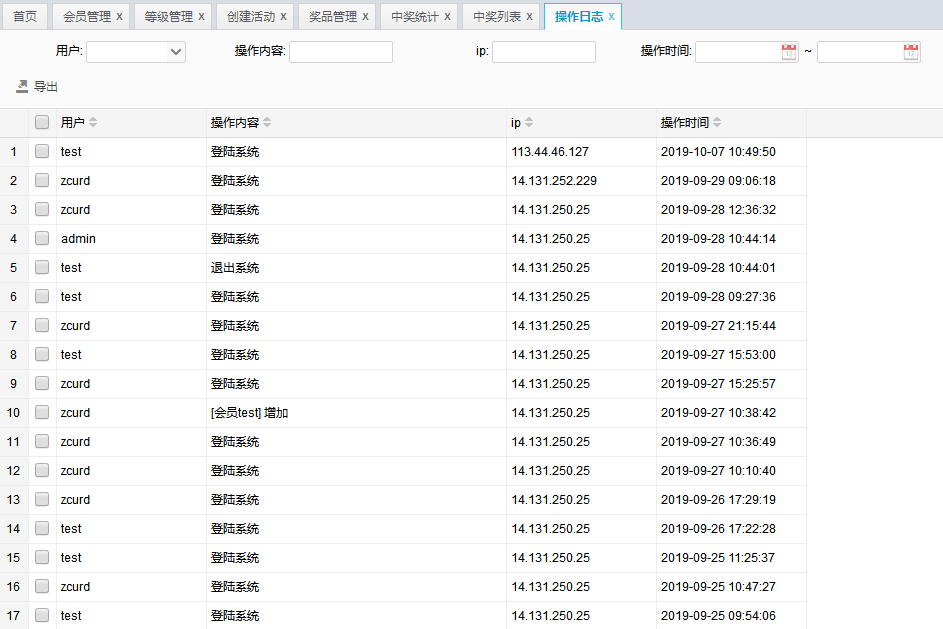 首页 会员管理 x 等级管理 x 创建活动 x 奖品管理 x 中奖统计 x 中奖列表 x 操作日志 x
用户: 操作内容: ip: 操作时间: ~
导出
用户 操作内容 ip 操作时间
1 test 登陆系统 113.44.46.127 2019-10-07 10:49:50
2 zcurd 登陆系统 14.131.252.229 2019-09-29 09:06:18
3 zcurd 登陆系统 14.131.250.25 2019-09-28 12:36:32
4 admin 登陆系统 14.131.250.25 2019-09-28 10:44:14
5 test 退出系统 14.131.250.25 2019-09-28 10:44:01
6 test 登陆系统 14.131.250.25 2019-09-28 09:27:36
7 zcurd 登陆系统 14.131.250.25 2019-09-27 21:15:44
8 test 登陆系统 14.131.250.25 2019-09-27 15:53:00
9 zcurd 登陆系统 14.131.250.25 2019-09-27 15:25:57
10 zcurd [会员test] 增加 14.131.250.25 2019-09-27 10:38:42
11 zcurd 登陆系统 14.131.250.25 2019-09-27 10:36:49
12 zcurd 登陆系统 14.131.250.25 2019-09-27 10:10:40
13 zcurd 登陆系统 14.131.250.25 2019-09-26 17:29:19
14 test 登陆系统 14.131.250.25 2019-09-26 17:22:28
15 test 登陆系统 14.131.250.25 2019-09-25 11:25:37
16 zcurd 登陆系统 14.131.250.25 2019-09-25 10:47:27
17 test 登陆系统 14.131.250.25 2019-09-25 09:54:06